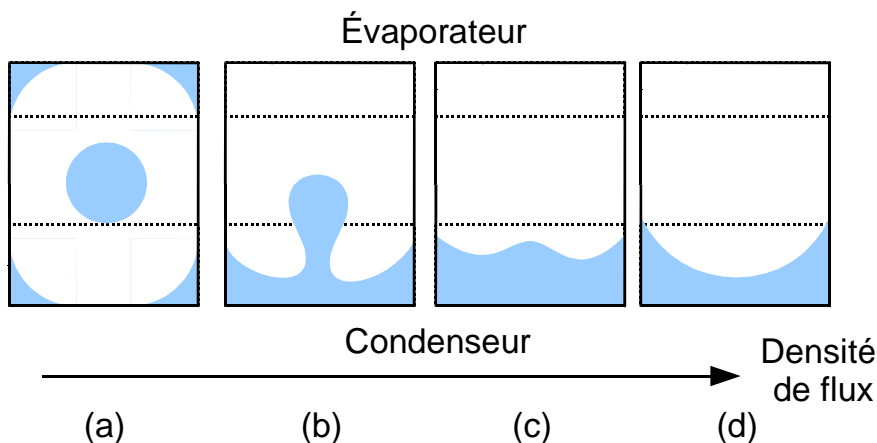 Évaporateur
Condenseur
Densité
de flux
(a)
(b)
(c)
(d)